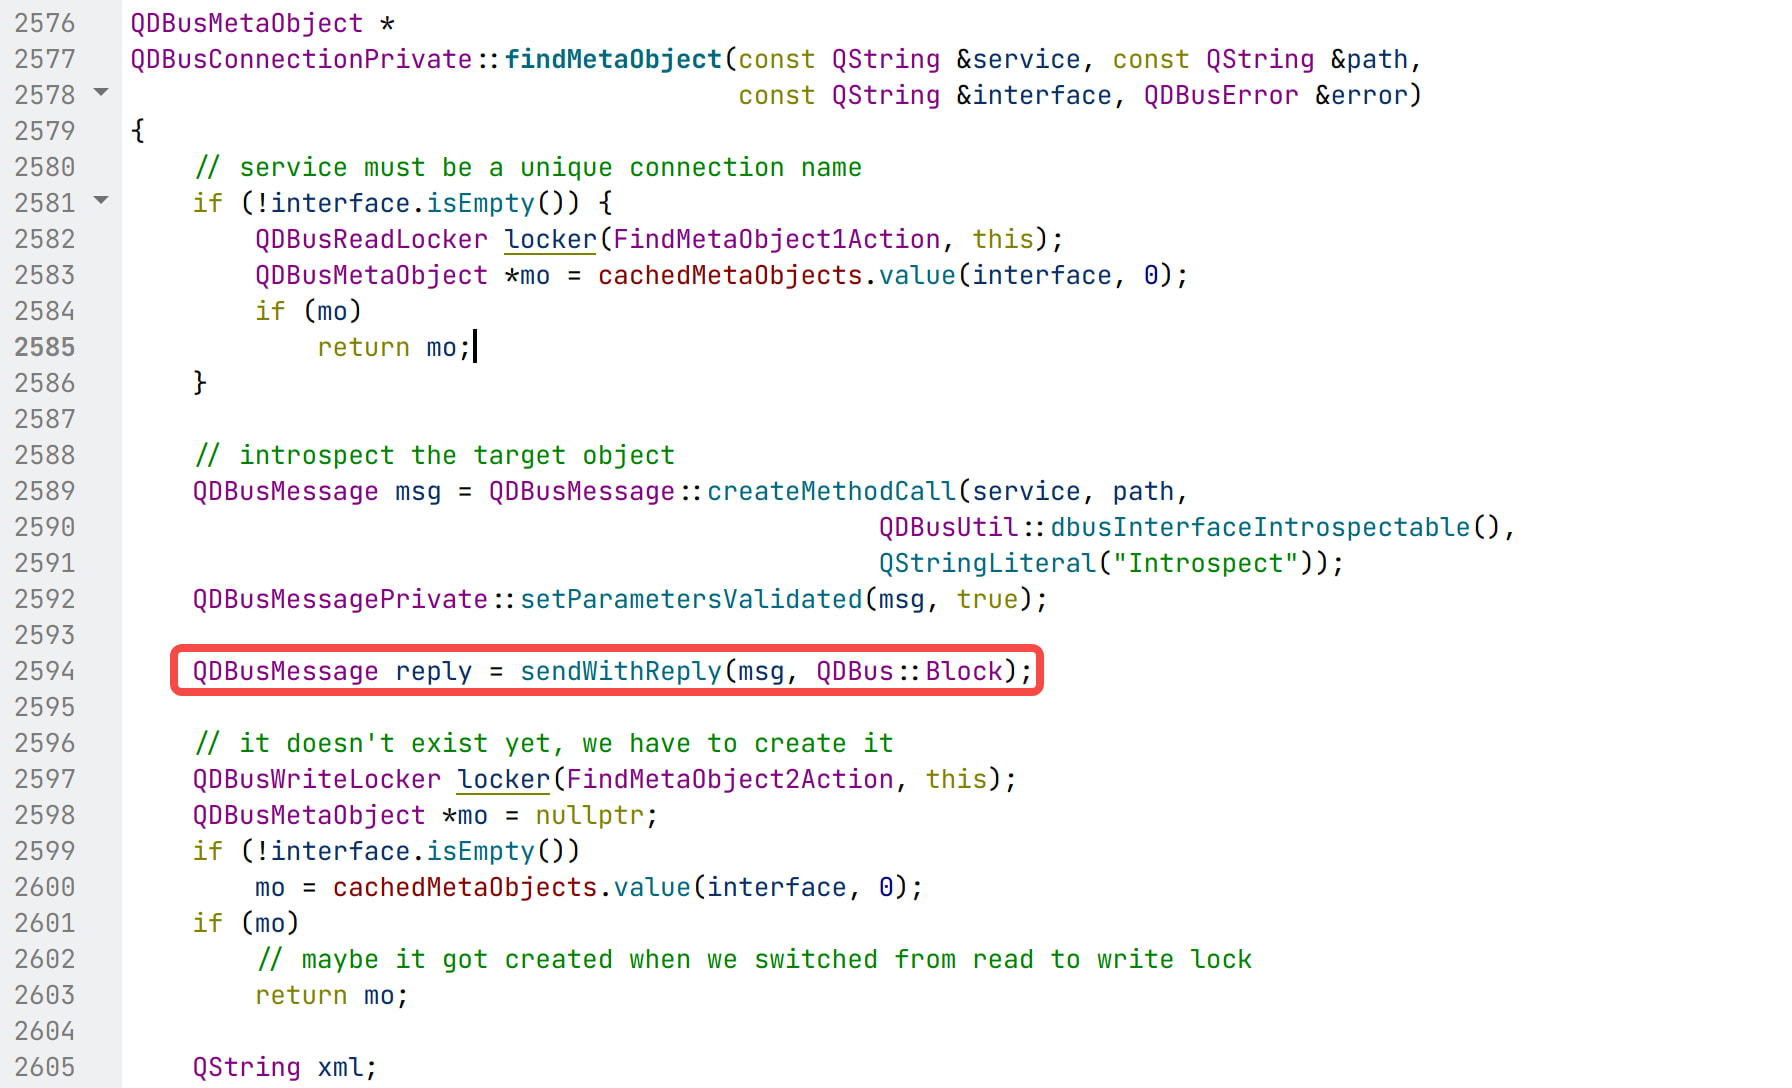 2576 QDBusMetaObject *
2577 QDBusConnectionPrivate::findMetaObject(const QString &service, const QString &path,
2578                                        const QString &interface, QDBusError &error)
2579 {
2580     // service must be a unique connection name
2581     if (!interface.isEmpty()) {
2582         QDBusReadLocker locker(FindMetaObject1Action, this);
2583         QDBusMetaObject *mo = cachedMetaObjects.value(interface, 0);
2584         if (mo)
2585             return mo;
2586     }
2587
2588     // introspect the target object
2589     QDBusMessage msg = QDBusMessage::createMethodCall(service, path,
2590                                                 QDBusUtil::dbusInterfaceIntrospectable(),
2591                                                 QStringLiteral("Introspect"));
2592     QDBusMessagePrivate::setParametersValidated(msg, true);
2593
2594     QDBusMessage reply = sendWithReply(msg, QDBus::Block);
2595
2596     // it doesn't exist yet, we have to create it
2597     QDBusWriteLocker locker(FindMetaObject2Action, this);
2598     QDBusMetaObject *mo = nullptr;
2599     if (!interface.isEmpty())
2600         mo = cachedMetaObjects.value(interface, 0);
2601     if (mo)
2602         // maybe it got created when we switched from read to write lock
2603         return mo;
2604
2605     QString xml;